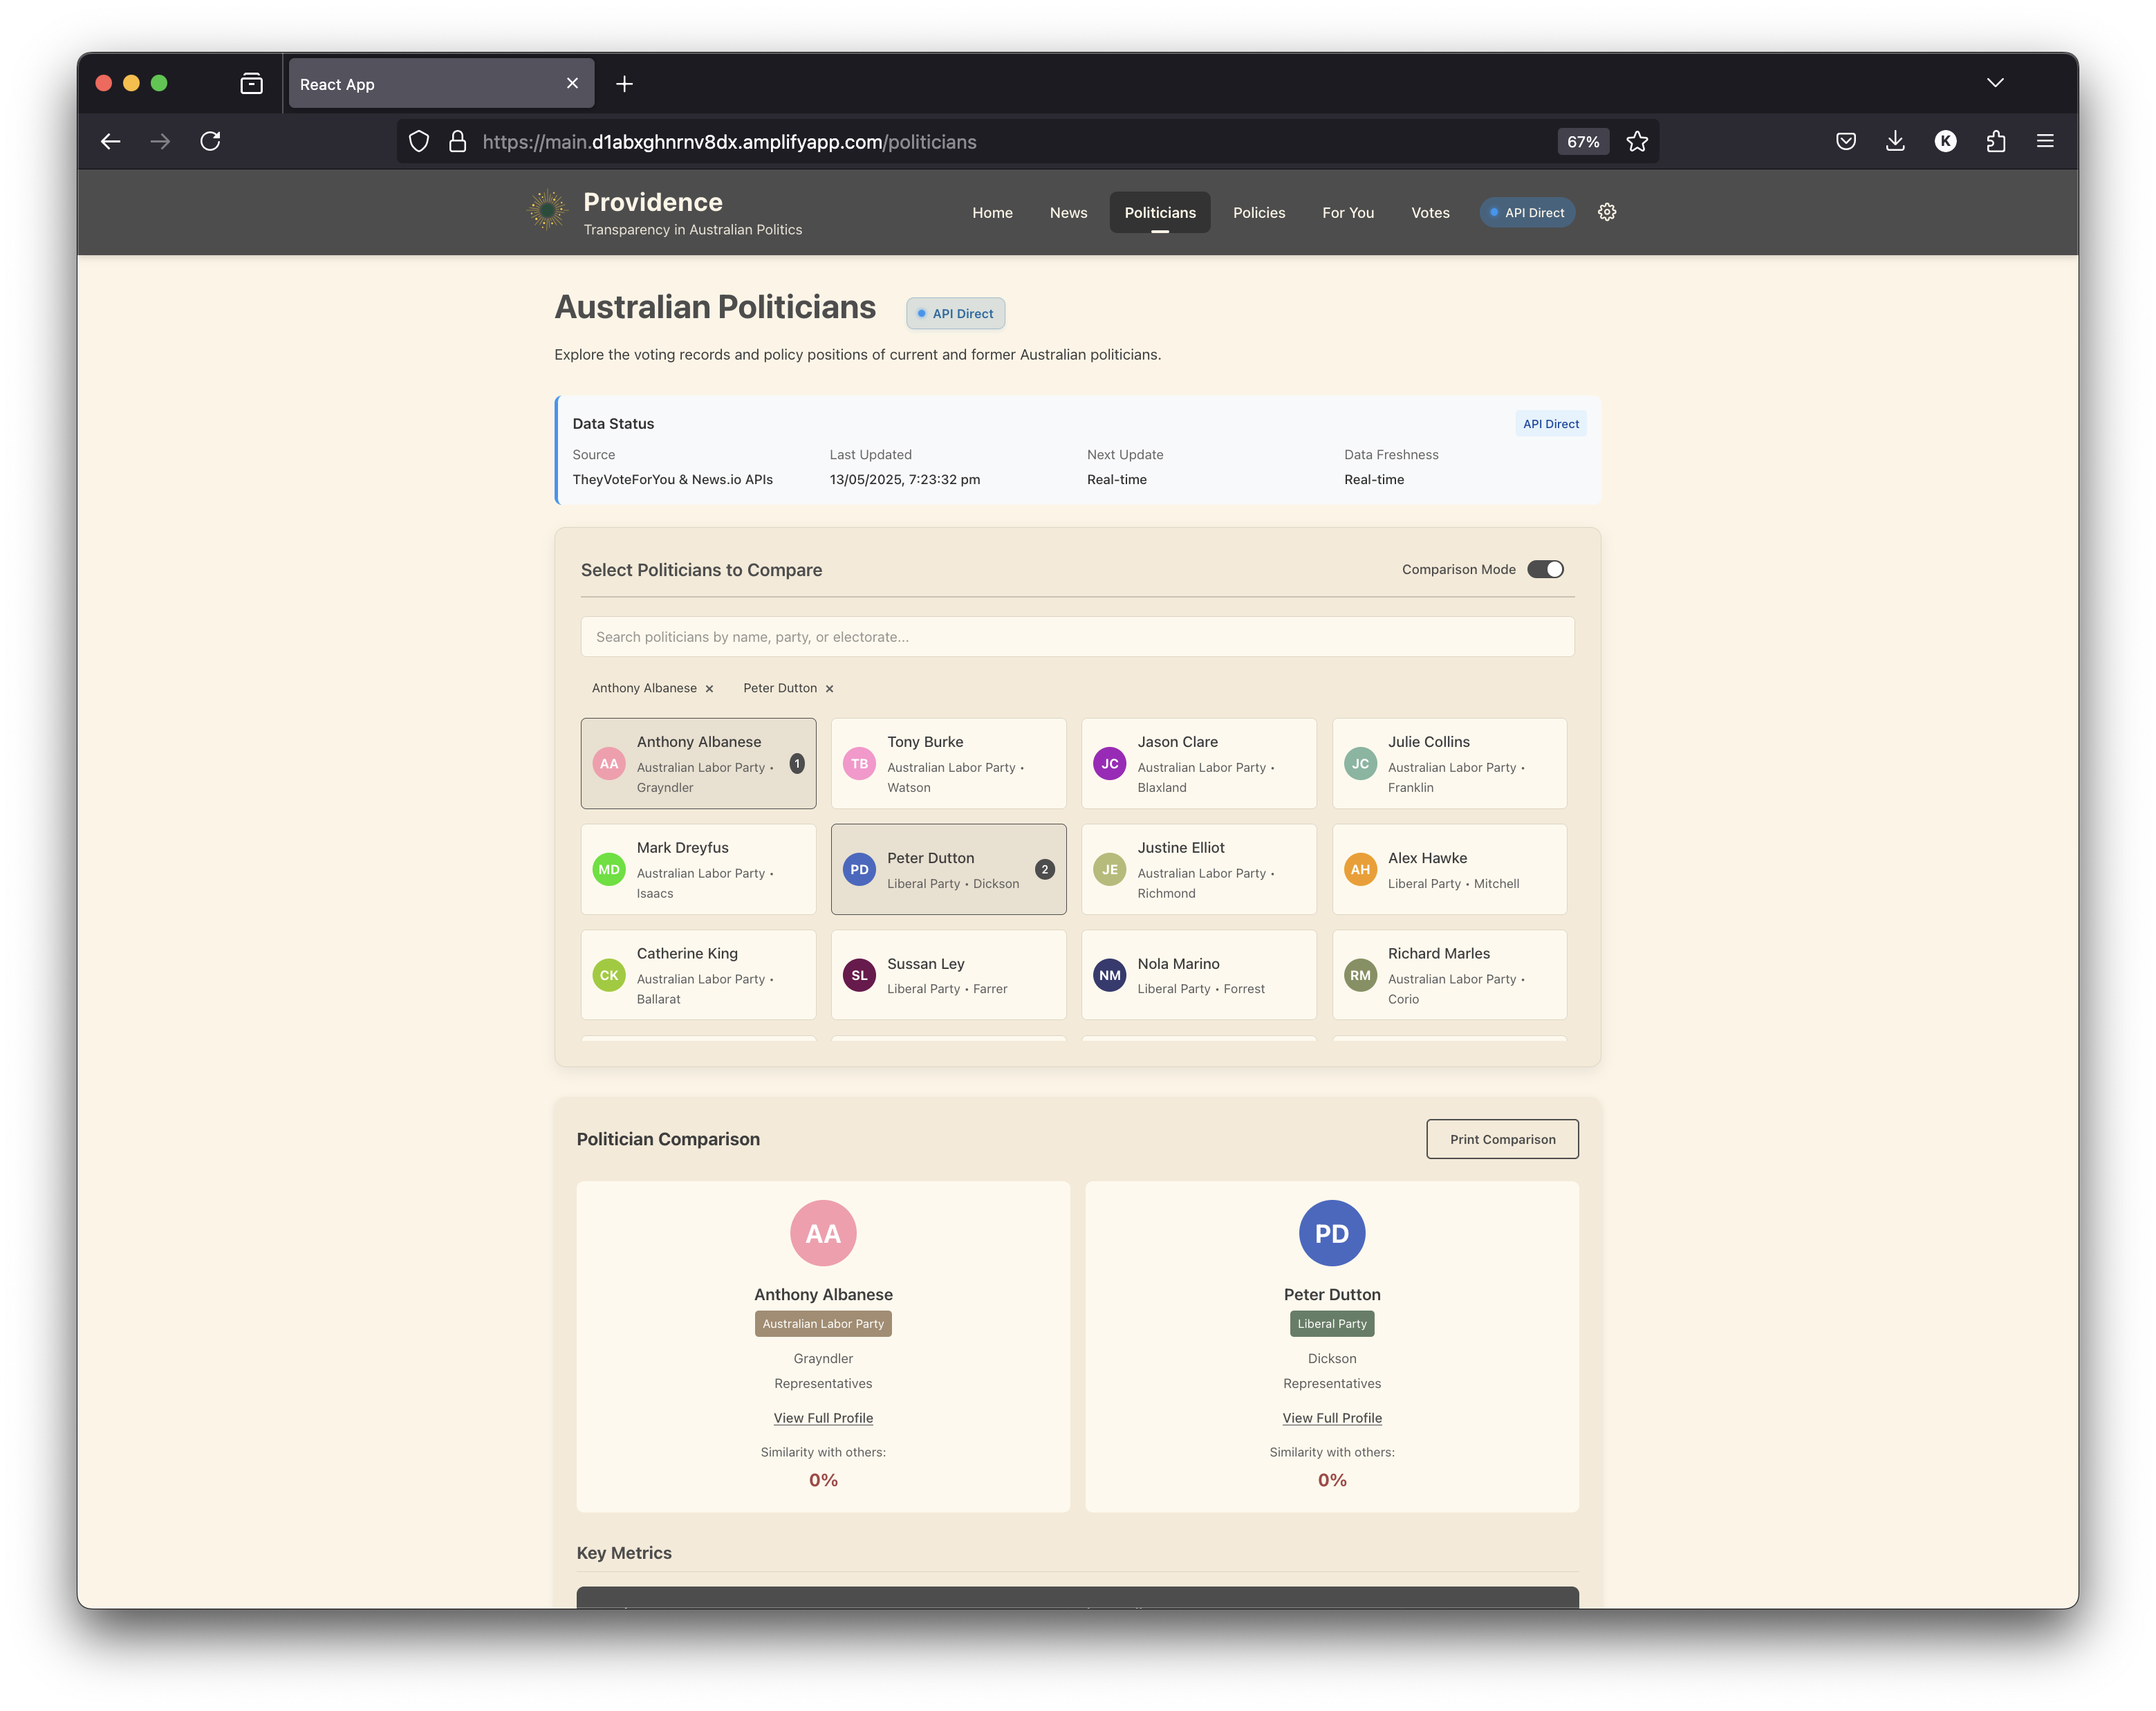 React App
https://main.d1abxghnrnv8dx.amplifyapp.com/politicians
67%
K
Providence
Transparency in Australian Politics
Home
News
Politicians
Policies
For You
Votes
API Direct
Australian Politicians
API Direct
Explore the voting records and policy positions of current and former Australian politicians.
Data Status
API Direct
Source
Last Updated
Next Update
Data Freshness
TheyVoteForYou & News.io APIs
13/05/2025, 7:23:32 pm
Real-time
Real-time
Select Politicians to Compare
Comparison Mode
Search politicians by name, party, or electorate...
Anthony Albanese ×
Peter Dutton ×
AA
Anthony Albanese
Australian Labor Party •
Grayndler
1
TB
Tony Burke
Australian Labor Party •
Watson
JC
Jason Clare
Australian Labor Party •
Blaxland
JC
Julie Collins
Australian Labor Party •
Franklin
MD
Mark Dreyfus
Australian Labor Party •
Isaacs
PD
Peter Dutton
Liberal Party • Dickson
2
JE
Justine Elliot
Australian Labor Party •
Richmond
AH
Alex Hawke
Liberal Party • Mitchell
CK
Catherine King
Australian Labor Party •
Ballarat
SL
Sussan Ley
Liberal Party • Farrer
NM
Nola Marino
Liberal Party • Forrest
RM
Richard Marles
Australian Labor Party •
Corio
Politician Comparison
Print Comparison
AA
Anthony Albanese
Australian Labor Party
Grayndler
Representatives
View Full Profile
Similarity with others:
0%
PD
Peter Dutton
Liberal Party
Dickson
Representatives
View Full Profile
Similarity with others:
0%
Key Metrics